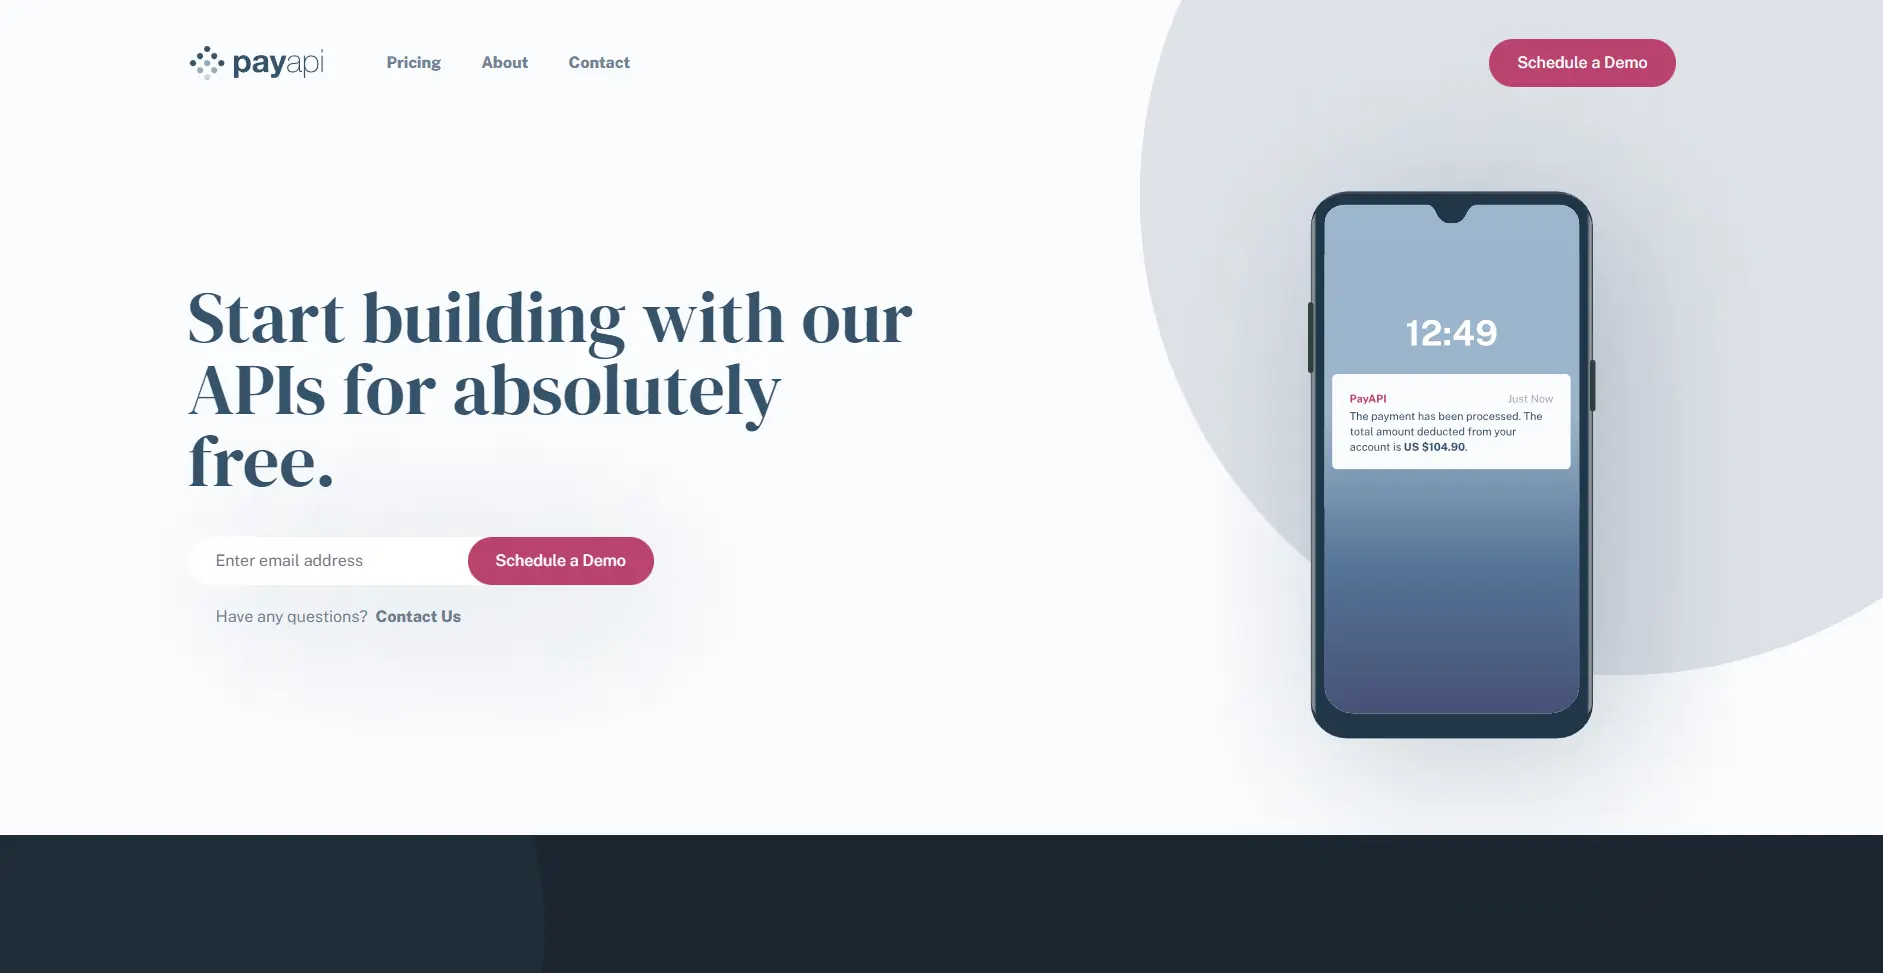 payapi
Pricing
About
Contact
Schedule a Demo
Start building with our
APIs for absolutely
free.
Enter email address
Schedule a Demo
Have any questions? Contact Us
12:49
PayAPI
Just Now
The payment has been processed. The
total amount deducted from your
account is US $104.90.